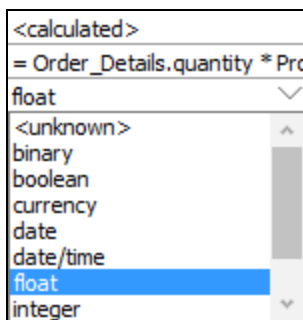 <calculated>
= Order_Details.quantity * Pro
float
<unknown>
binary
boolean
currency
date
date/time
float
integer